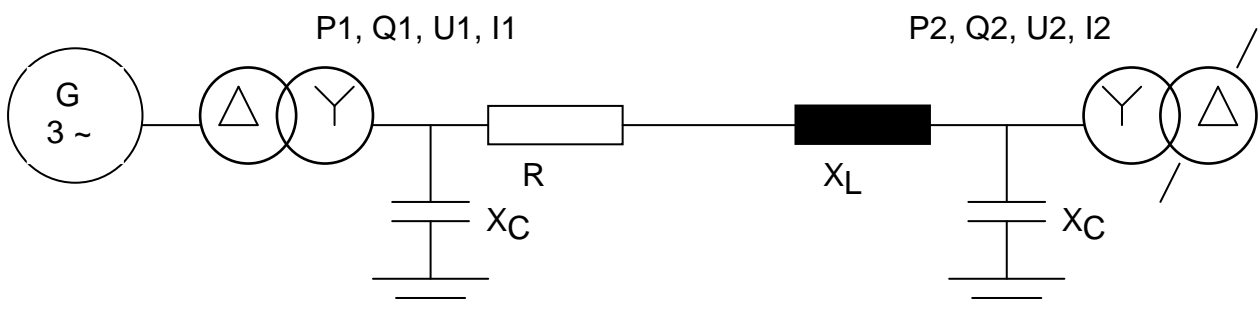 P1, Q1, U1, I1
P2, Q2, U2, I2
G
3 ~
R
XL
XC
XC